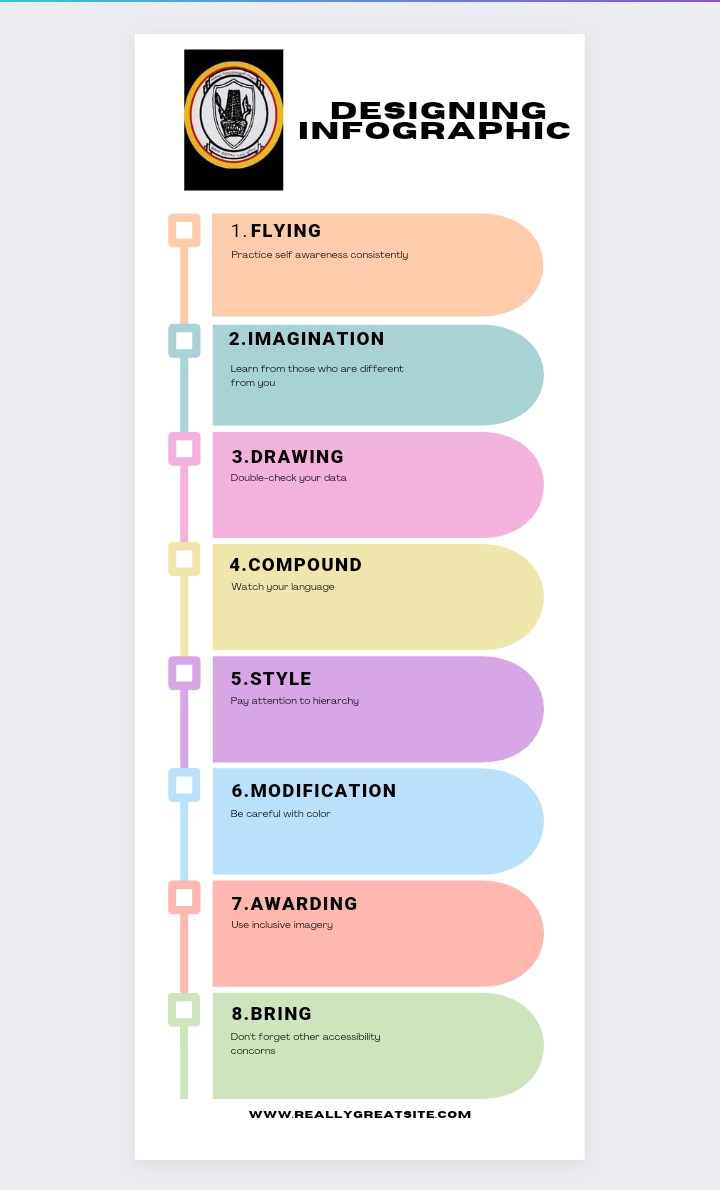 DESIGNING
INFOGRAPHIC
1. FLYING
Practice self awareness consistently
2.IMAGINATION
Learn from those who are different
from you
3.DRAWING
Double-check your data
4.COMPOUND
Watch your language
5.STYLE
Pay attention to hierarchy
6.MODIFICATION
Be careful with color
7.AWARDING
Use inclusive imagery
8.BRING
Don't forget other accessibility
concorns
WWW.REALLYGREATSITE.COM